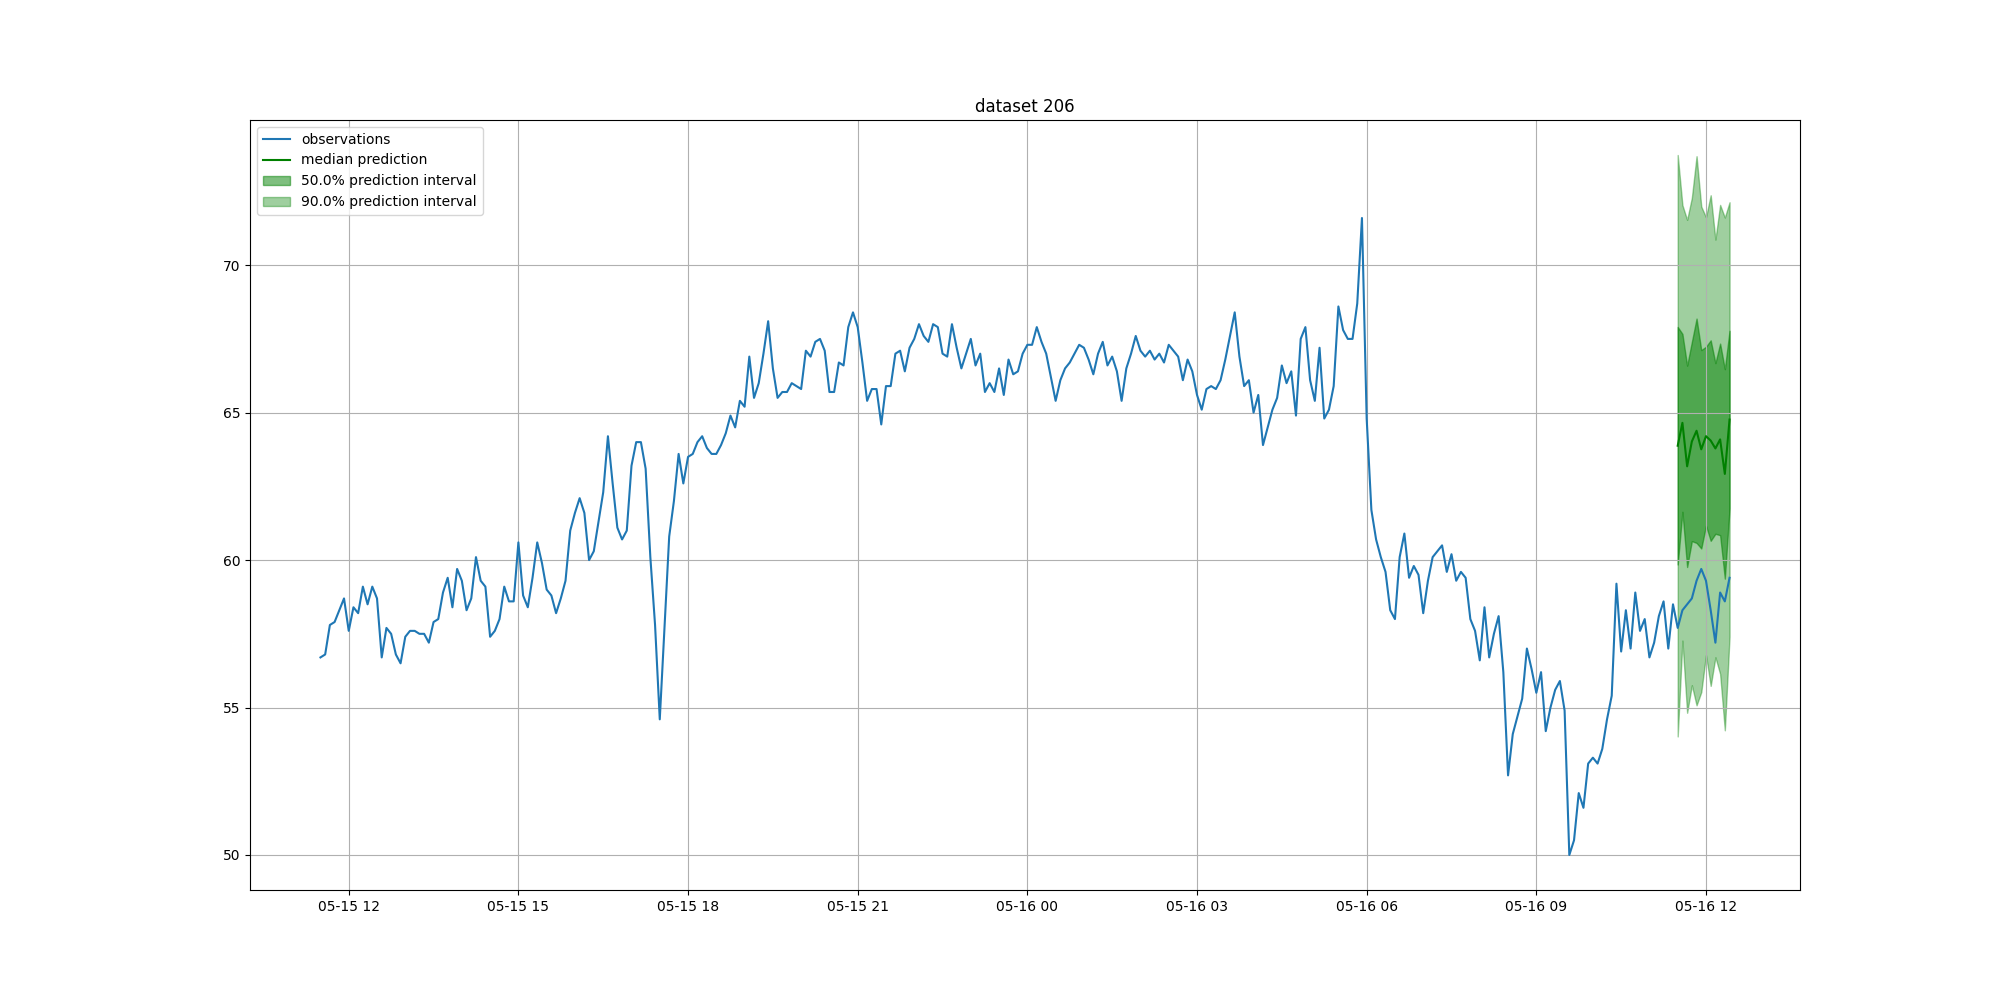 dataset 206
observations
median prediction
50.0% prediction interval
90.0% prediction interval
70
65
60
55
50
05-15 12
05-15 15
05-15 18
05-15 21
05-16 00
05-16 03
05-16 06
05-16 09
05-16 12